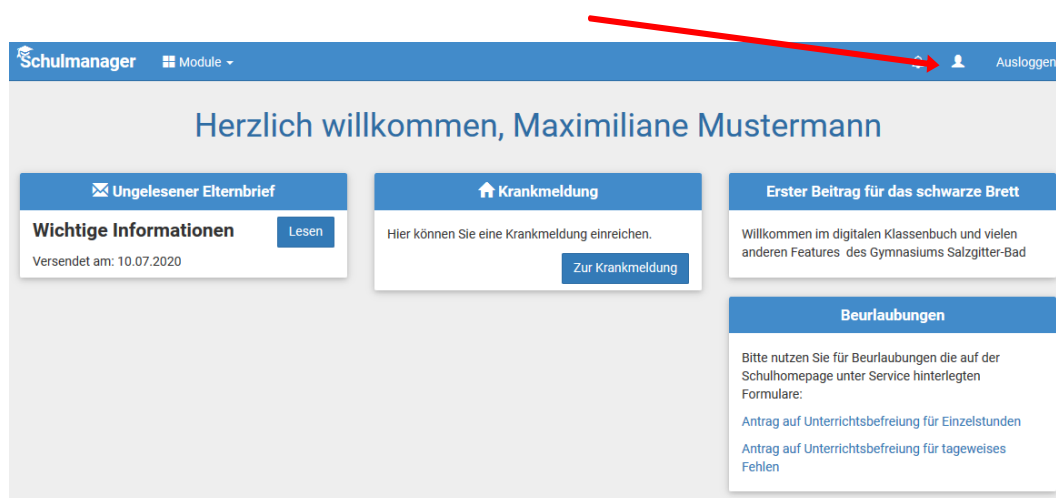 Schulmanager Module Ausloggen
Herzlich willkommen, Maximiliane Mustermann
Ungelesener Elternbrief
Wichtige Informationen
Lesen
Versendet am: 10.07.2020
Krankmeldung
Hier können Sie eine Krankmeldung einreichen.
Zur Krankmeldung
Erster Beitrag für das schwarze Brett
Willkommen im digitalen Klassenbuch und vielen
anderen Features des Gymnasiums Salzgitter-Bad
Beurlaubungen
Bitte nutzen Sie für Beurlaubungen die auf der
Schulhomepage unter Service hinterlegten
Formulare:
Antrag auf Unterrichtsbefreiung für Einzelstunden
Antrag auf Unterrichtsbefreiung für tageweises
Fehlen